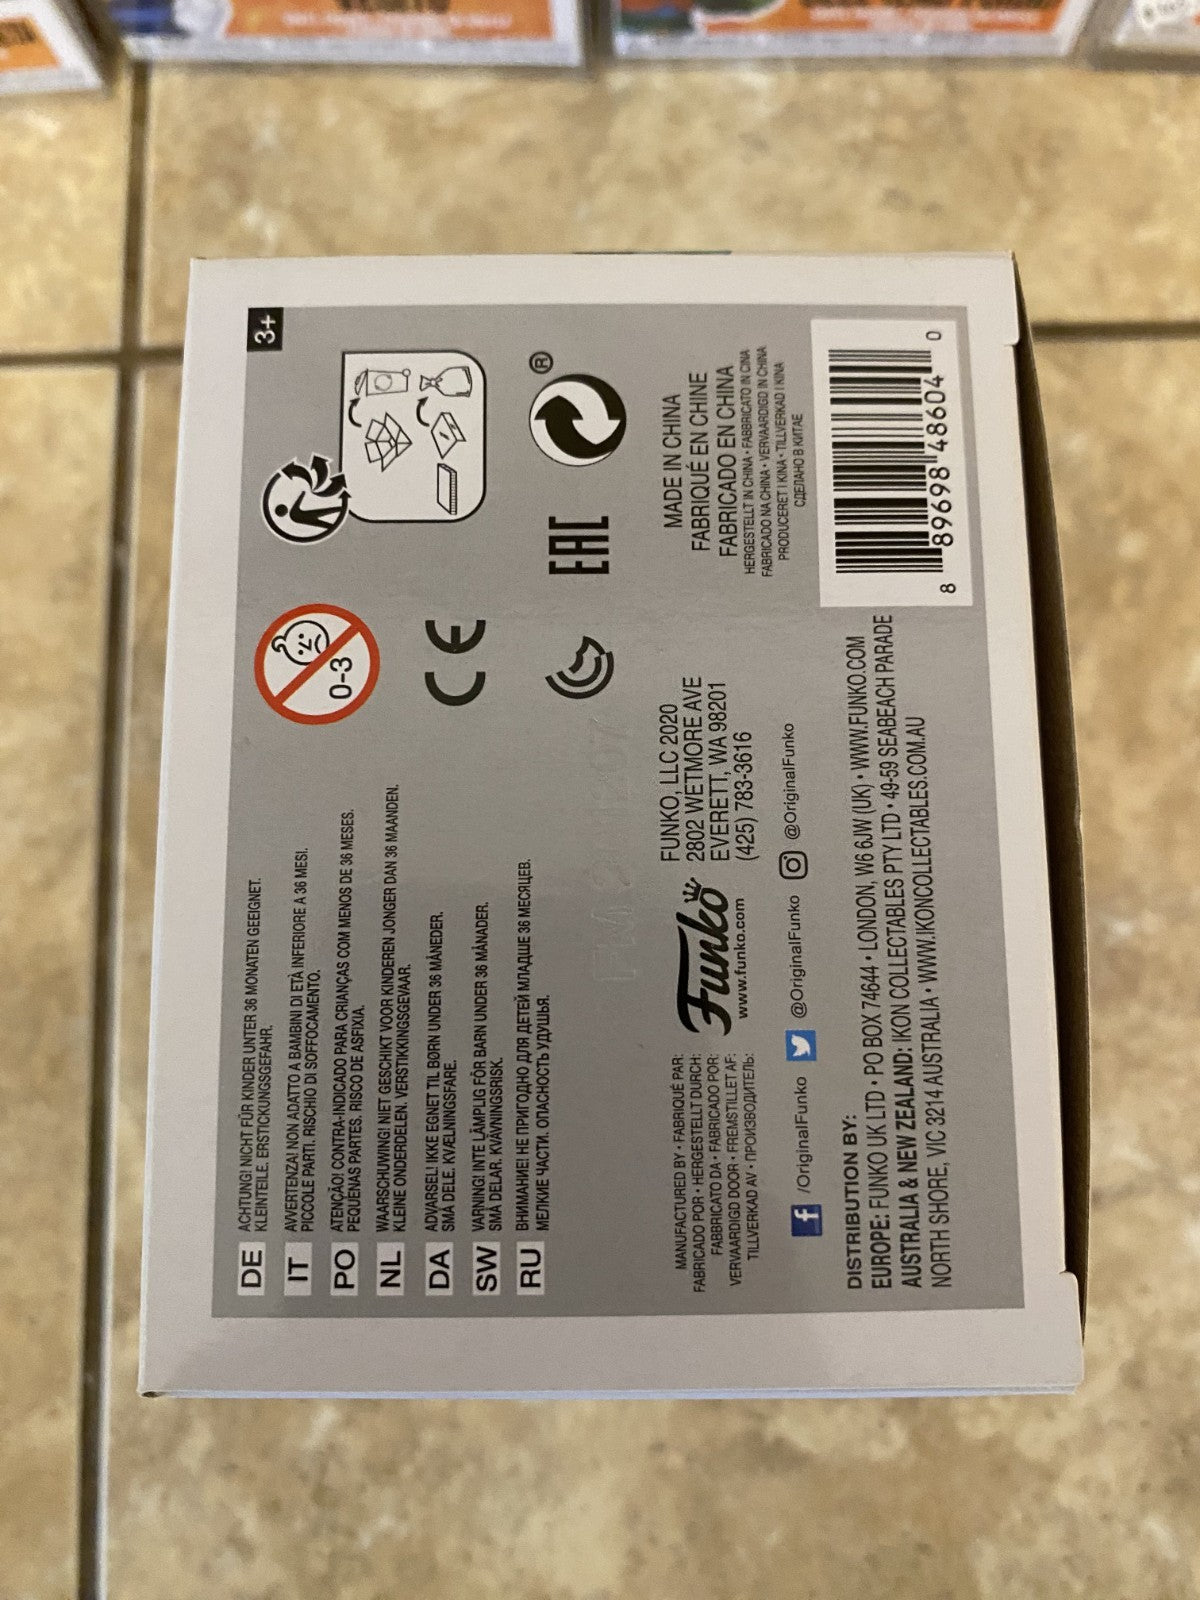 3+
DE ACHTUNG! NICHT FÜR KINDER UNTER 36 MONATEN GEEIGNET.
KLEINTEILE. ERSTICKUNGSGEFAHR.
IT AVVERTENZA! NON ADATTO A BAMBINI DI ETÀ INFERIORE A 36 MESI.
PICCOLE PARTI. RISCHIO DI SOFFOCAMENTO.
PO ATENÇÃO! CONTRA-INDICADO PARA CRIANÇAS COM MENOS DE 36 MESES.
PEQUENAS PARTES. RISCO DE ASFIXIA.
NL WAARSCHUWING! NIET GESCHIKT VOOR KINDEREN JONGER DAN 36 MAANDEN.
KLEINE ONDERDELEN. VERSTIKKINGSGEVAAR.
DA ADVARSEL! IKKE EGNET TIL BØRN UNDER 36 MÅNEDER.
SMÅ DELE. KVÆLNINGSFARE.
SW VARNING! INTE LÄMPLIG FÖR BARN UNDER 36 MÅNADER.
SMÅ DELAR. KVÄVNINGSRISK.
RU ВНИМАНИЕ! НЕ ПРИГОДНО ДЛЯ ДЕТЕЙ МЛАДШЕ 36 МЕСЯЦЕВ.
МЕЛКИЕ ЧАСТИ. ОПАСНОСТЬ УДУШЬЯ.
0-3
CE
EAC
®
MANUFACTURED BY • FABRIQUÉ PAR:
FABRICADO POR • HERGESTELLT DURCH:
FABBRICATO DA • FABRICADO POR:
VERVAARDIGD DOOR • FREMSTILLET AF:
TILLVERKAD AV • ПРОИЗВОДИТЕЛЬ:
Funko
www.funko.com
FUNKO, LLC 2020
2802 WETMORE AVE
EVERETT, WA 98201
(425) 783-3616
MADE IN CHINA
FABRIQUÉ EN CHINE
FABRICADO EN CHINA
HERGESTELLT IN CHINA • FABBRICATO IN CINA
FABRICADO NA CHINA • VERVAARDIGD IN CHINA
PRODUCERET I KINA • TILLVERKAD I KINA
СДЕЛАНО В КИТАЕ
/OriginalFunko @OriginalFunko @OriginalFunko
DISTRIBUTION BY:
EUROPE: FUNKO UK LTD • PO BOX 74644 • LONDON, W6 6JW (UK) • WWW.FUNKO.COM
AUSTRALIA & NEW ZEALAND: IKON COLLECTABLES PTY LTD • 49-59 SEABEACH PARADE
NORTH SHORE, VIC 3214 AUSTRALIA • WWW.IKONCOLLECTABLES.COM.AU
8 89698 48604 0